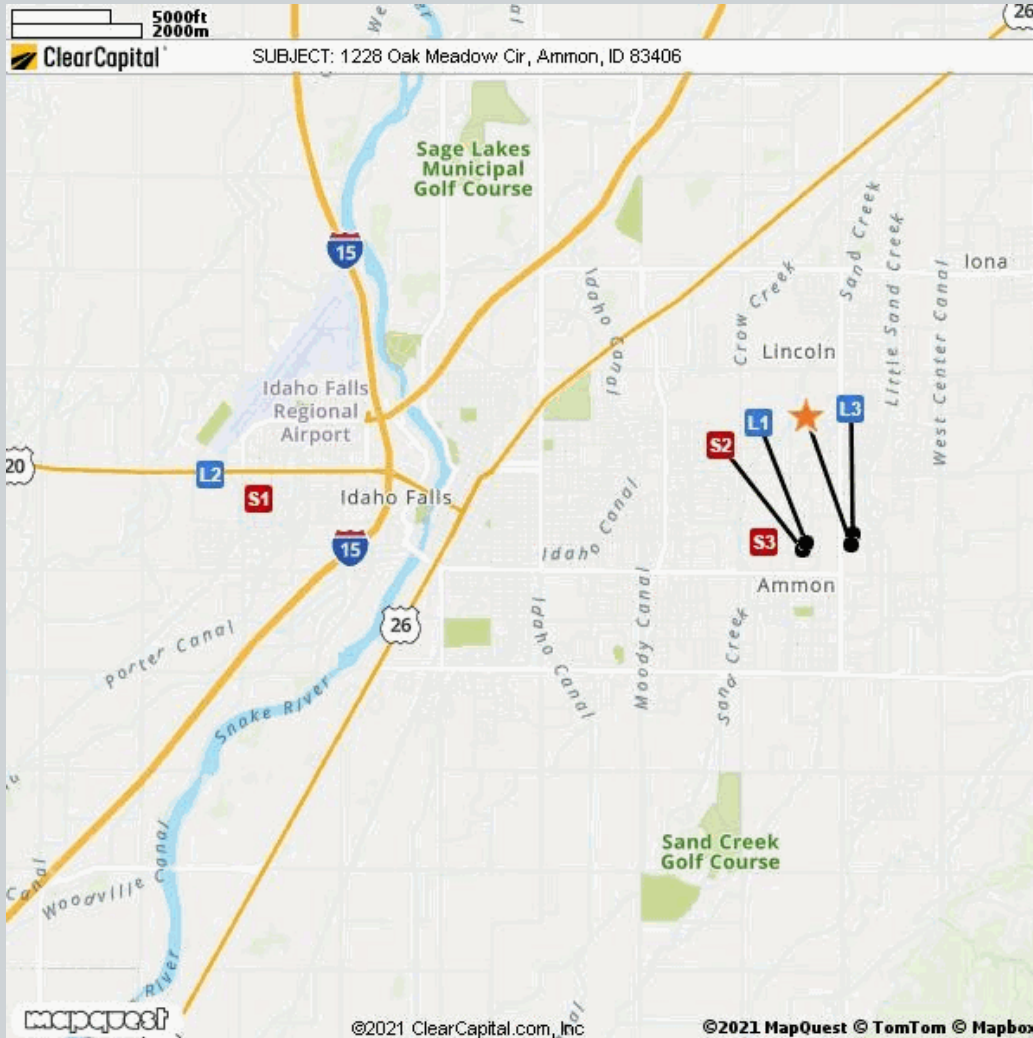 5000ft
2000m
26
We
ClearCapital
SUBJECT: 1228 Oak Meadow Cir, Ammon, ID 83406
Sage Lakes
Municipal
Golf Course
15
Sand Creek
Little Sand Creek
West Center Canal
Iona
Idaho Canal
Crow Creek
Lincoln
Idaho Falls
Regional
Airport
L3
L1
S2
20
L2
S1
Idaho Falls
15
S3
Idaho Canal
Ammon
26
Porter Canal
Idaho Canal
Moody Canal
Sand Creek
Snake River
Sand Creek
Golf Course
Canal
Woodville Canal
River
mapquest
©2021 ClearCapital.com, Inc
©2021 MapQuest © TomTom © Mapbox